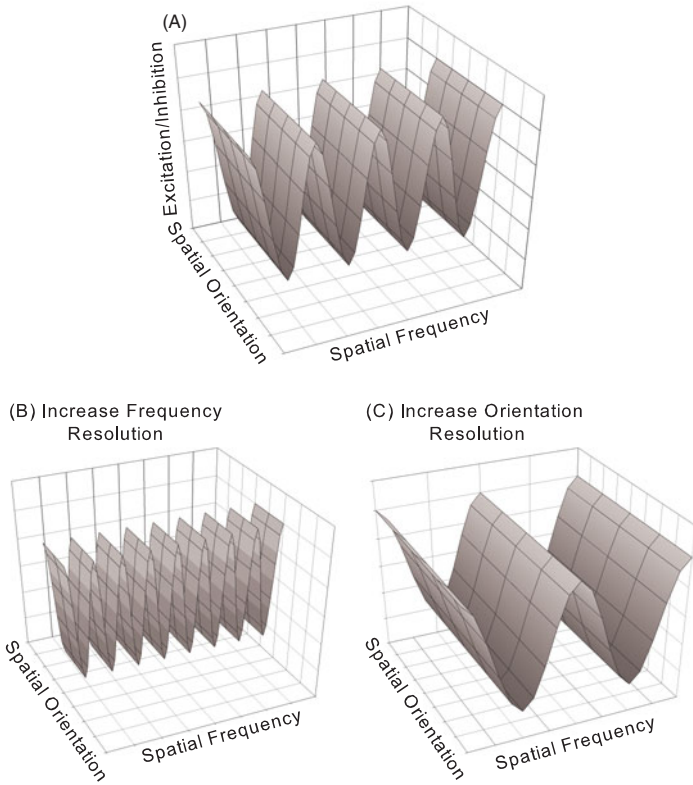 (A)
Excitation/Inhibition
Spatial Orientation
Spatial Frequency
(B) Increase Frequency
Resolution
Spatial Orientation
Spatial Frequency
(C) Increase Orientation
Resolution
Spatial Orientation
Spatial Frequency